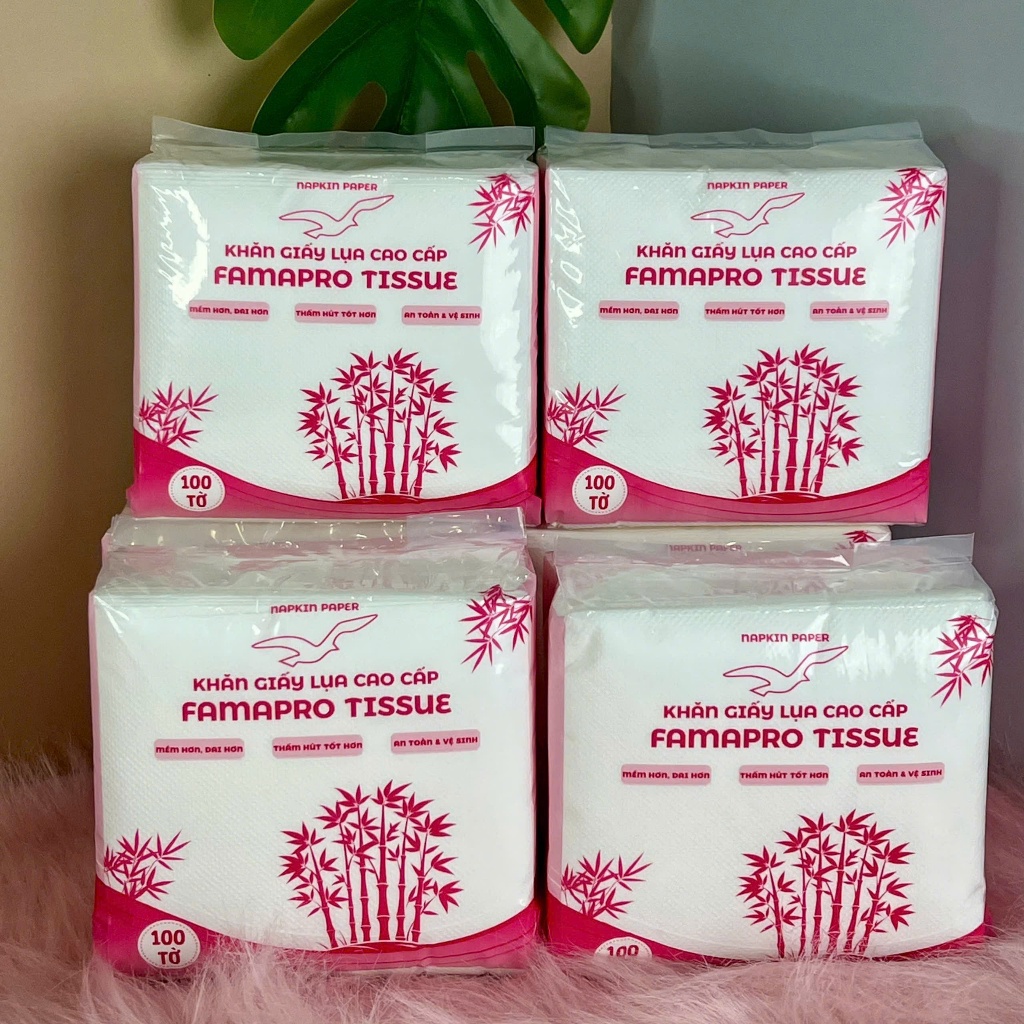 NAPKIN PAPER
KHĂN GIẤY LỤA CAO CẤP
FAMAPRO TISSUE
MỀM HƠN, DAI HƠN THẤM HÚT TỐT HƠN AN TOÀN & VỆ SINH
100
TỜ
NAPKIN PAPER
KHĂN GIẤY LỤA CAO CẤP
FAMAPRO TISSUE
MỀM HƠN, DAI HƠN THẤM HÚT TỐT HƠN AN TOÀN & VỆ SINH
100
TỜ
NAPKIN PAPER
NAPKIN PAPER
KHĂN GIẤY LỤA CAO CẤP
FAMAPRO TISSUE
MỀM HƠN, DAI HƠN THẤM HÚT TỐT HƠN AN TOÀN & VỆ SINH
100
TỜ
NAPKIN PAPER
KHĂN GIẤY LỤA CAO CẤP
FAMAPRO TISSUE
MỀM HƠN, DAI HƠN THẤM HÚT TỐT HƠN AN TOÀN & VỆ SINH
100